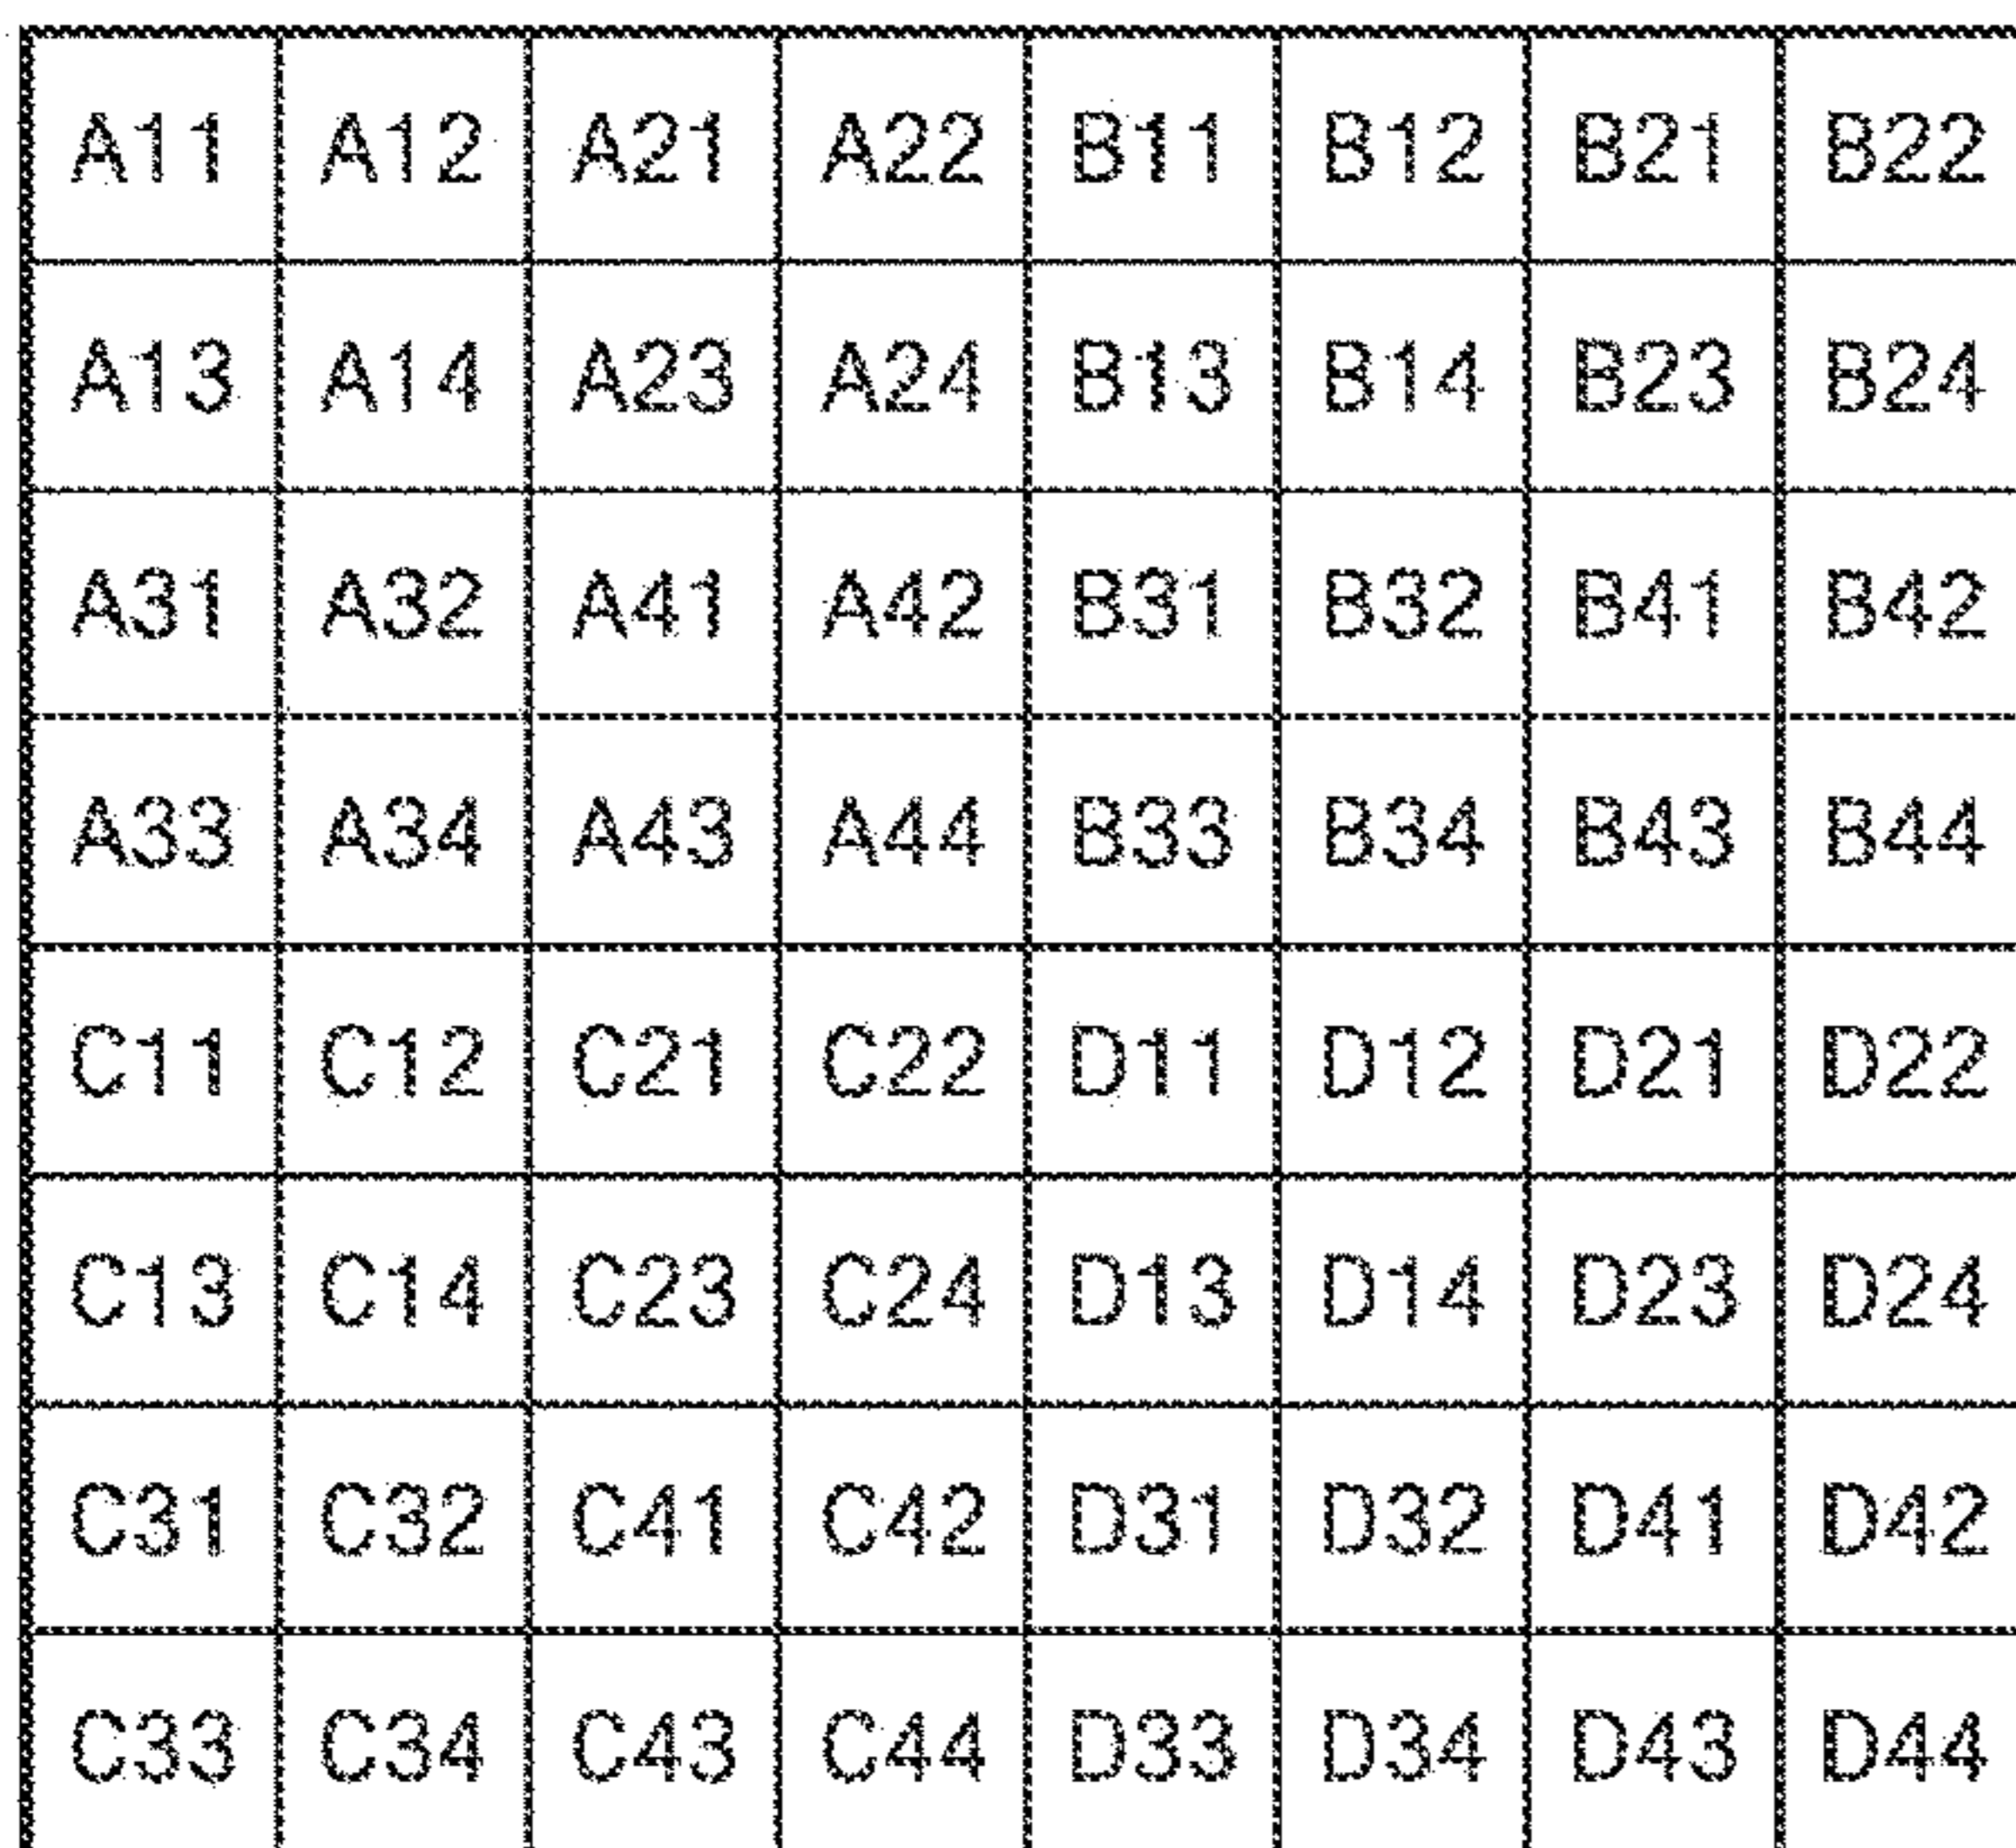 A11 A12 A21 A22 B11 B12 B21 B22
A13 A14 A23 A24 B13 B14 B23 B24
A31 A32 A41 A42 B31 B32 B41 B42
A33 A34 A43 A44 B33 B34 B43 B44
C11 C12 C21 C22 D11 D12 D21 D22
C13 C14 C23 C24 D13 D14 D23 D24
C31 C32 C41 C42 D31 D32 D41 D42
C33 C34 C43 C44 D33 D34 D43 D44